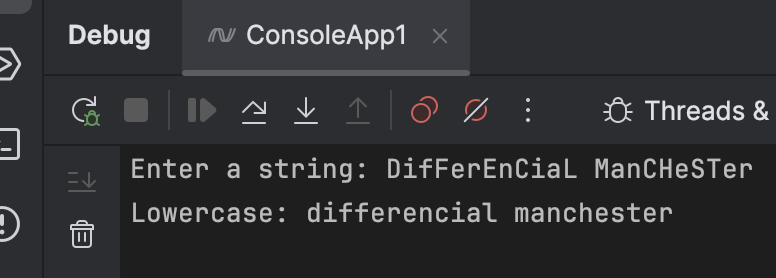 Debug ConsoleApp1
Threads &
Enter a string: DifFerEnCiaL ManCHeSTer
Lowercase: differencial manchester